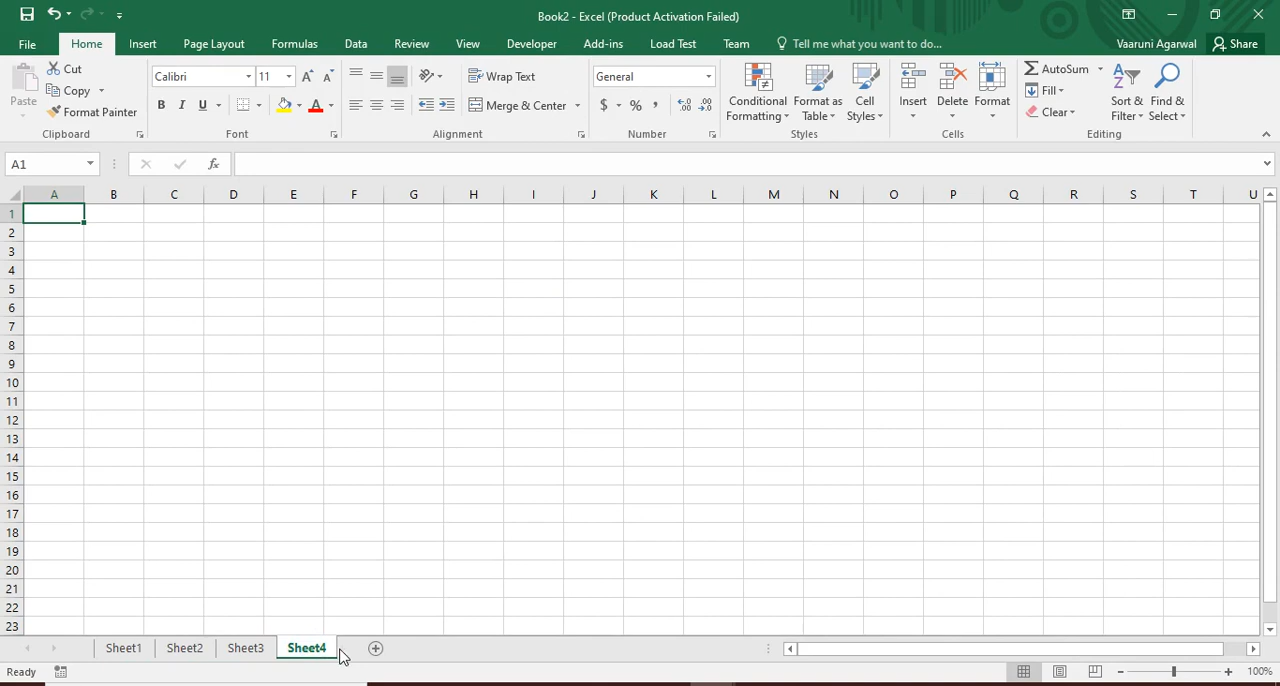 Book2 - Excel (Product Activation Failed)
File Home Insert Page Layout Formulas Data Review View Developer Add-ins Load Test Team Tell me what you want to do... Vaaruni Agarwal Share
Paste Cut Copy Format Painter Clipboard
Calibri 11 B I U A A A Font
Wrap Text Merge & Center Alignment
General $ % , Number
Conditional Formatting Format as Table Cell Styles Styles
Insert Delete Format Cells
AutoSum Fill Clear Sort & Filter Find & Select Editing
A1 fx
A B C D E F G H I J K L M N O P Q R S T U
1
2
3
4
5
6
7
8
9
10
11
12
13
14
15
16
17
18
19
20
21
22
23
Sheet1 Sheet2 Sheet3 Sheet4
Ready 100%